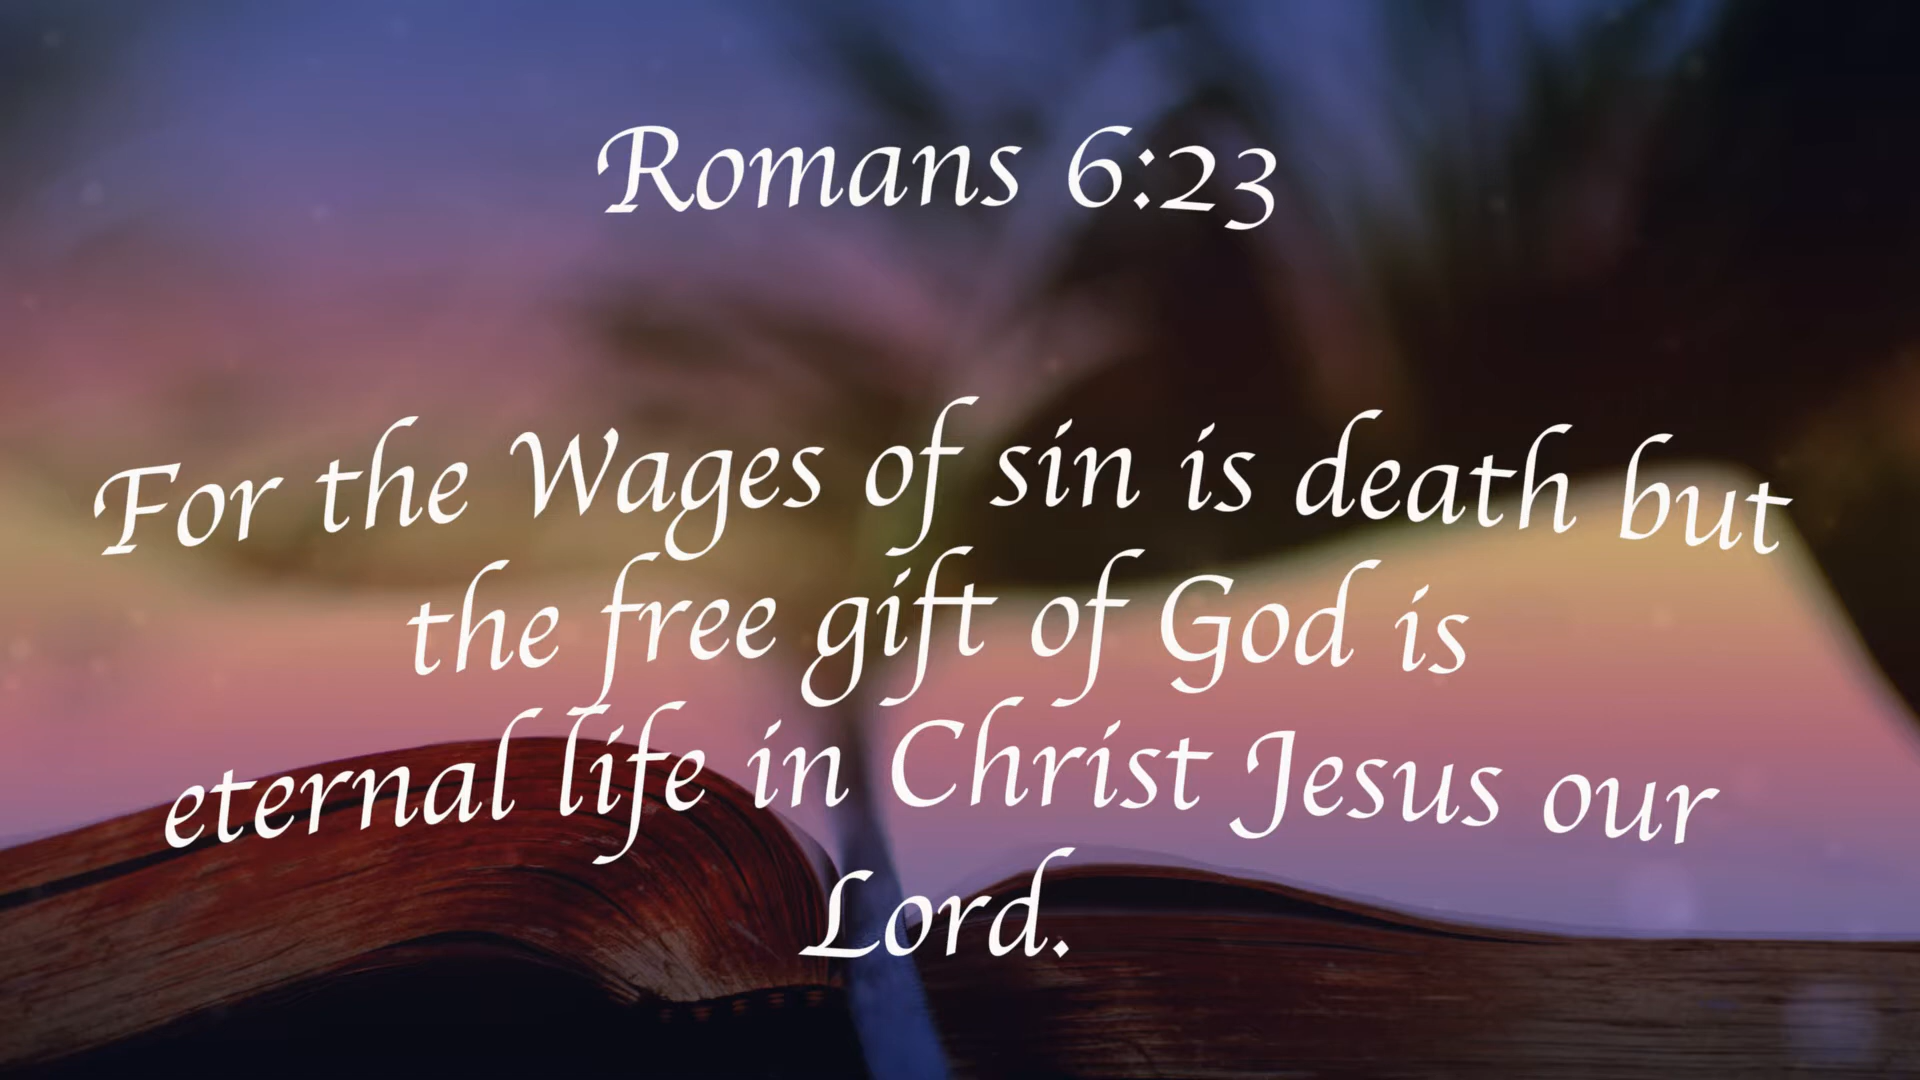 Romans 6:23
For the Wages of sin is death but
the free gift of God is
eternal life in Christ Jesus our
Lord.